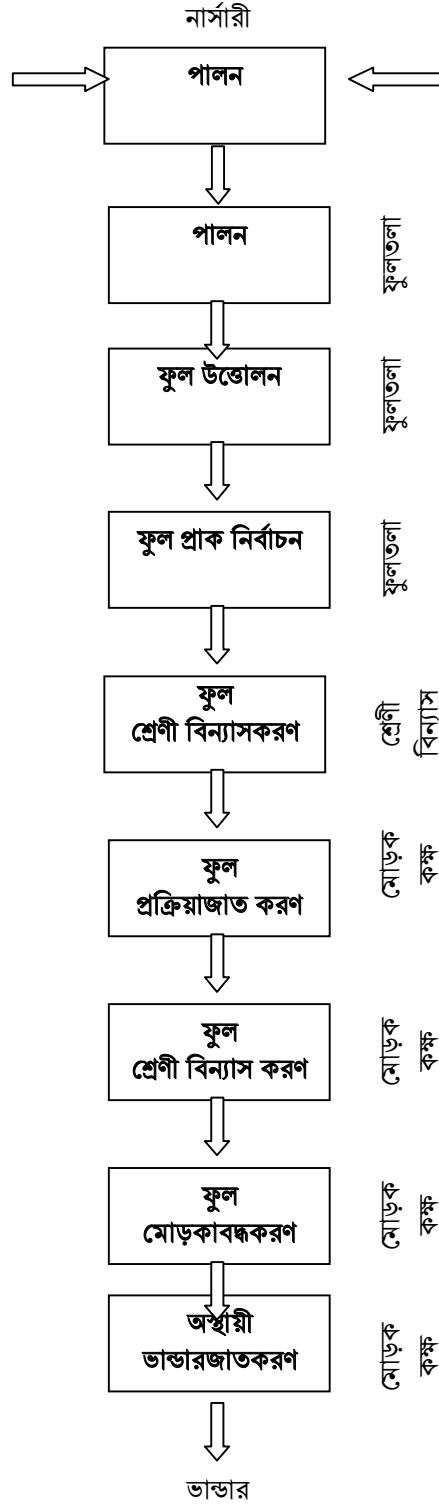 নার্সারী
পালন
পালন
ফুলতলা
ফুল উত্তোলন
ফুলতলা
ফুল প্রাক নির্বাচন
ফুলতলা
ফুল
শ্রেণী বিন্যাসকরণ
শ্রেণী
বিন্যাস
ফুল
প্রক্রিয়াজাত করণ
মোড়ক
কক্ষ
ফুল
শ্রেণী বিন্যাস করণ
মোড়ক
কক্ষ
ফুল
মোড়কাবদ্ধকরণ
মোড়ক
কক্ষ
অস্থায়ী
ভান্ডারজাতকরণ
মোড়ক
কক্ষ
ভান্ডার